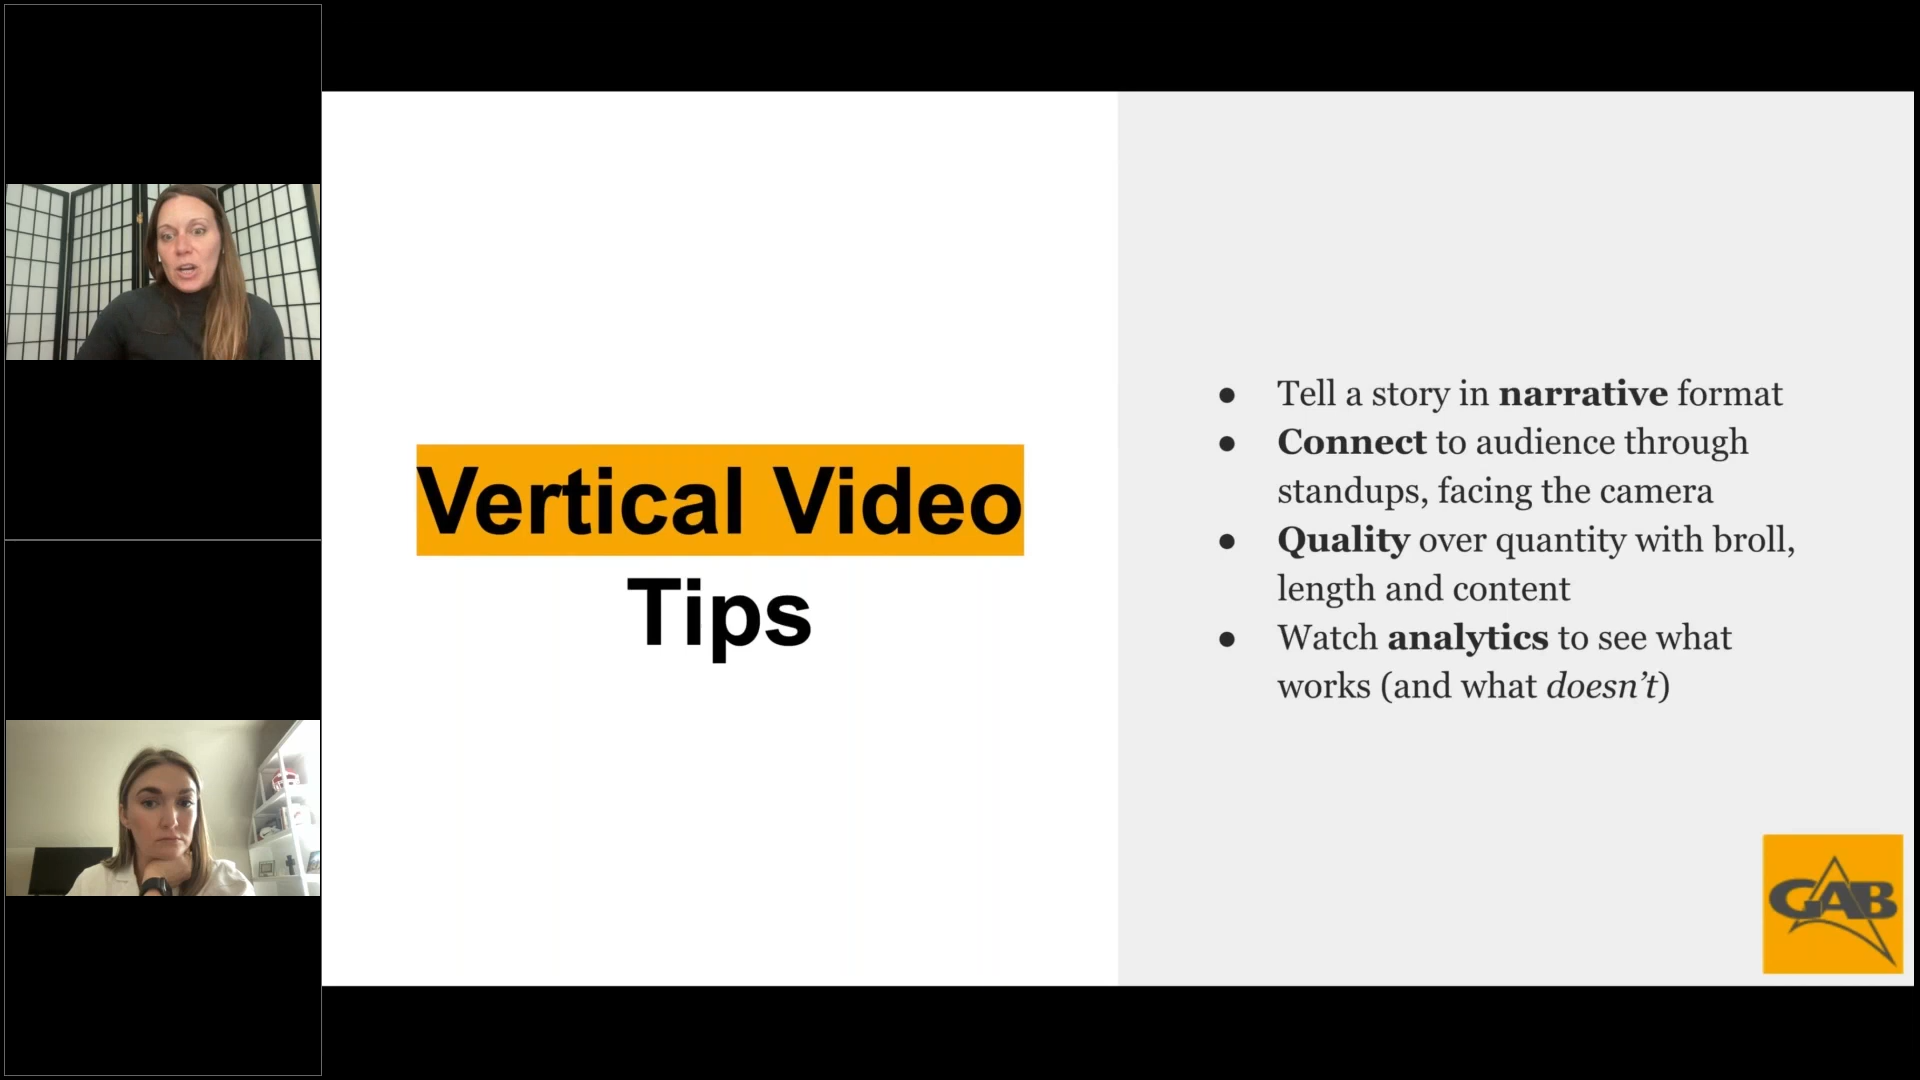 Vertical Video
Tips
● Tell a story in narrative format
● Connect to audience through
standups, facing the camera
● Quality over quantity with broll,
length and content
● Watch analytics to see what
works (and what doesn’t)
GAB